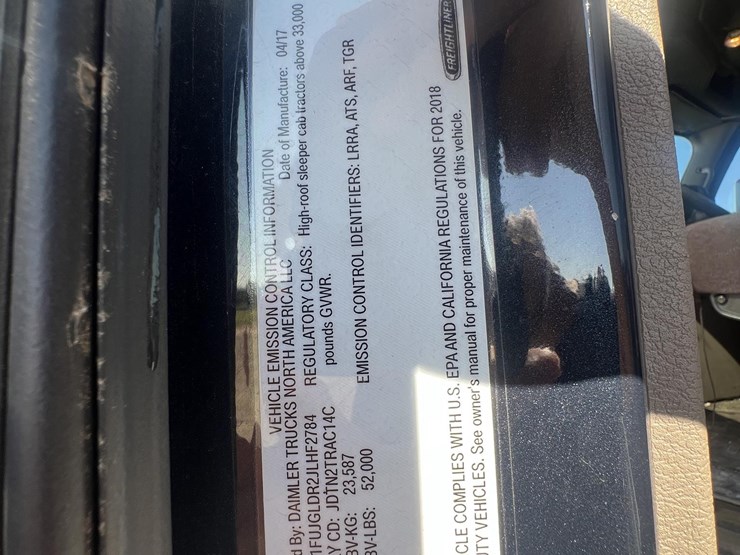 VEHICLE EMISSION CONTROL INFORMATION
By: DAIMLER TRUCKS NORTH AMERICA LLC Date of Manufacture: 04/17
1FUJGLDR2JLHF2784 REGULATORY CLASS: High-roof sleeper cab tractors above 33,000
CD: JDTN2TRAC14C pounds GVWR.
KG: 23,587
LBS: 52,000 EMISSION CONTROL IDENTIFIERS: LRRA, ATS, ARF, TGR
CLE COMPLIES WITH U.S. EPA AND CALIFORNIA REGULATIONS FOR 2018
UTY VEHICLES. See owner's manual for proper maintenance of this vehicle.
FREIGHTLINER